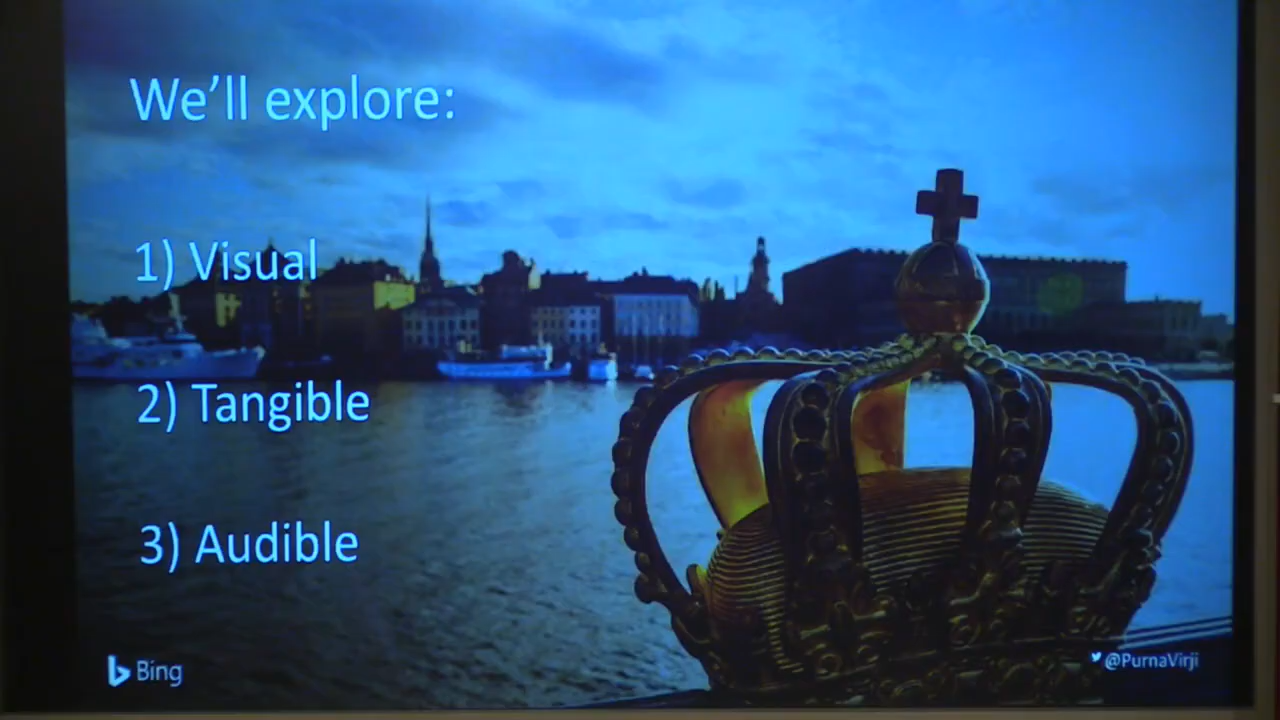 We'll explore:
1) Visual
2) Tangible
3) Audible
Bing
@PurnaVirji